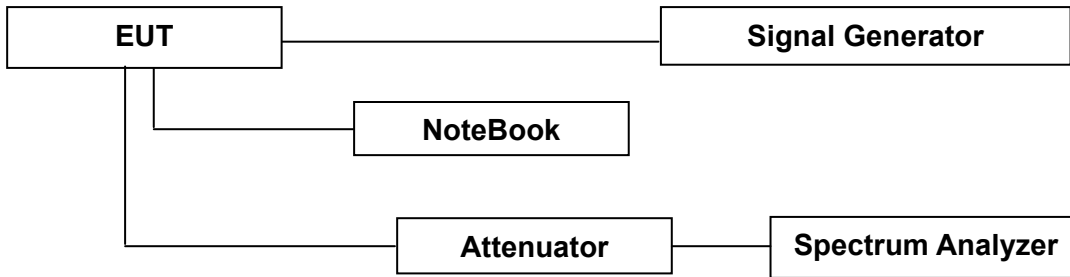 EUT
Signal Generator
NoteBook
Attenuator
Spectrum Analyzer